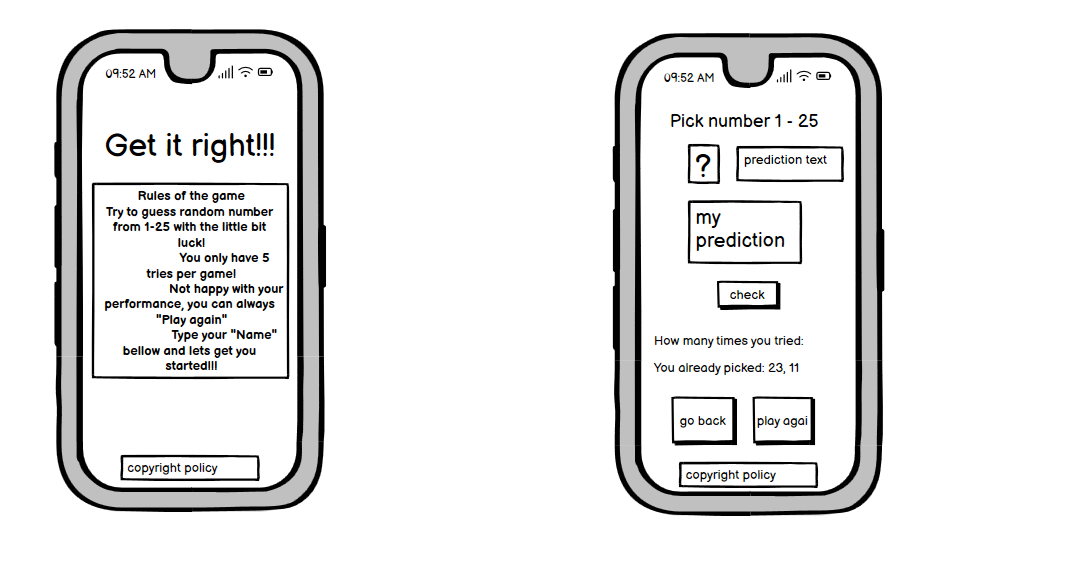 09:52 AM
Get it right!!!
Rules of the game
Try to guess random number
from 1-25 with the little bit
luck!
You only have 5
tries per game!
Not happy with your
performance, you can always
"Play again"
Type your "Name"
bellow and lets get you
started!!!
copyright policy
09:52 AM
Pick number 1 - 25
?
prediction text
my
prediction
check
How many times you tried:
You already picked: 23, 11
go back
play agai
copyright policy